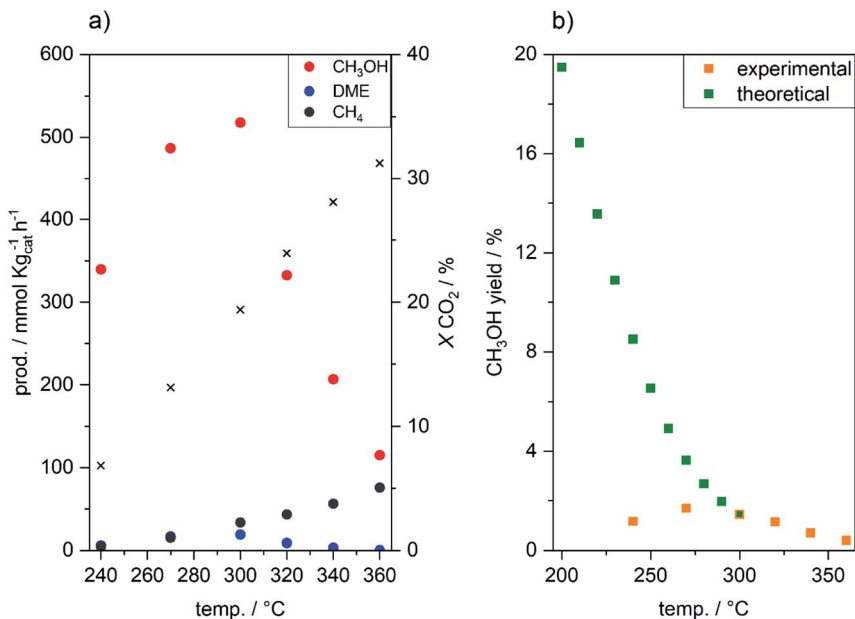 a)
600
500
400
300
200
100
0
prod. / mmol Kg⁻¹cat h⁻¹
40
30
20
10
0
X CO₂ / %
CH₃OH
DME
CH₄
240 260 280 300 320 340 360
temp. / °C
b)
20
16
12
8
4
0
CH₃OH yield / %
experimental
theoretical
200 250 300 350
temp. / °C